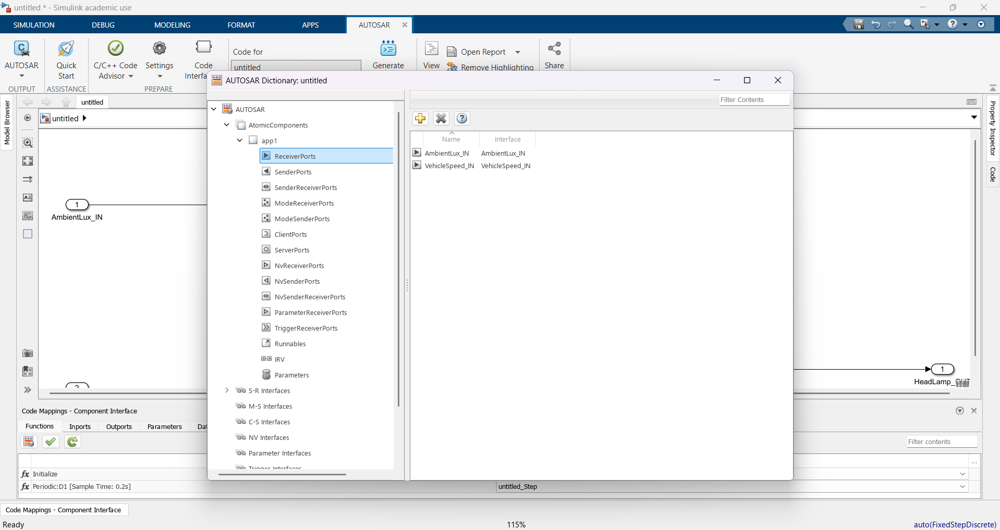 untitled * - Simulink academic use
SIMULATION DEBUG MODELING FORMAT APPS AUTOSAR
AUTOSAR
OUTPUT
Quick Start
ASSISTANCE
C/C++ Code Advisor
Settings
Code
PREPARE
Code for
untitled
Generate
View
Open Report
Remove Highlighting
Share
Model Browser
untitled
untitled
1
AmbientLux_IN
2
AUTOSAR Dictionary: untitled
AUTOSAR
AtomicComponents
app1
ReceiverPorts
SenderPorts
SenderReceiverPorts
ModeReceiverPorts
ModeSenderPorts
ClientPorts
ServerPorts
NvReceiverPorts
NvSenderPorts
NvSenderReceiverPorts
ParameterReceiverPorts
TriggerReceiverPorts
Runnables
IRV
Parameters
S-R Interfaces
M-S Interfaces
C-S Interfaces
NV Interfaces
Parameter Interfaces
Trigger Interfaces
Filter Contents
Name Interface
AmbientLux_IN AmbientLux_IN
VehicleSpeed_IN VehicleSpeed_IN
Property Inspector
Code
1
HeadLamp_OUT
Code Mappings - Component Interface
Functions Inports Outports Parameters
Filter contents
...
fx Initialize
fx Periodic:D1 [Sample Time: 0.2s] untitled_Step
Code Mappings - Component Interface
Ready 115% auto(FixedStepDiscrete)